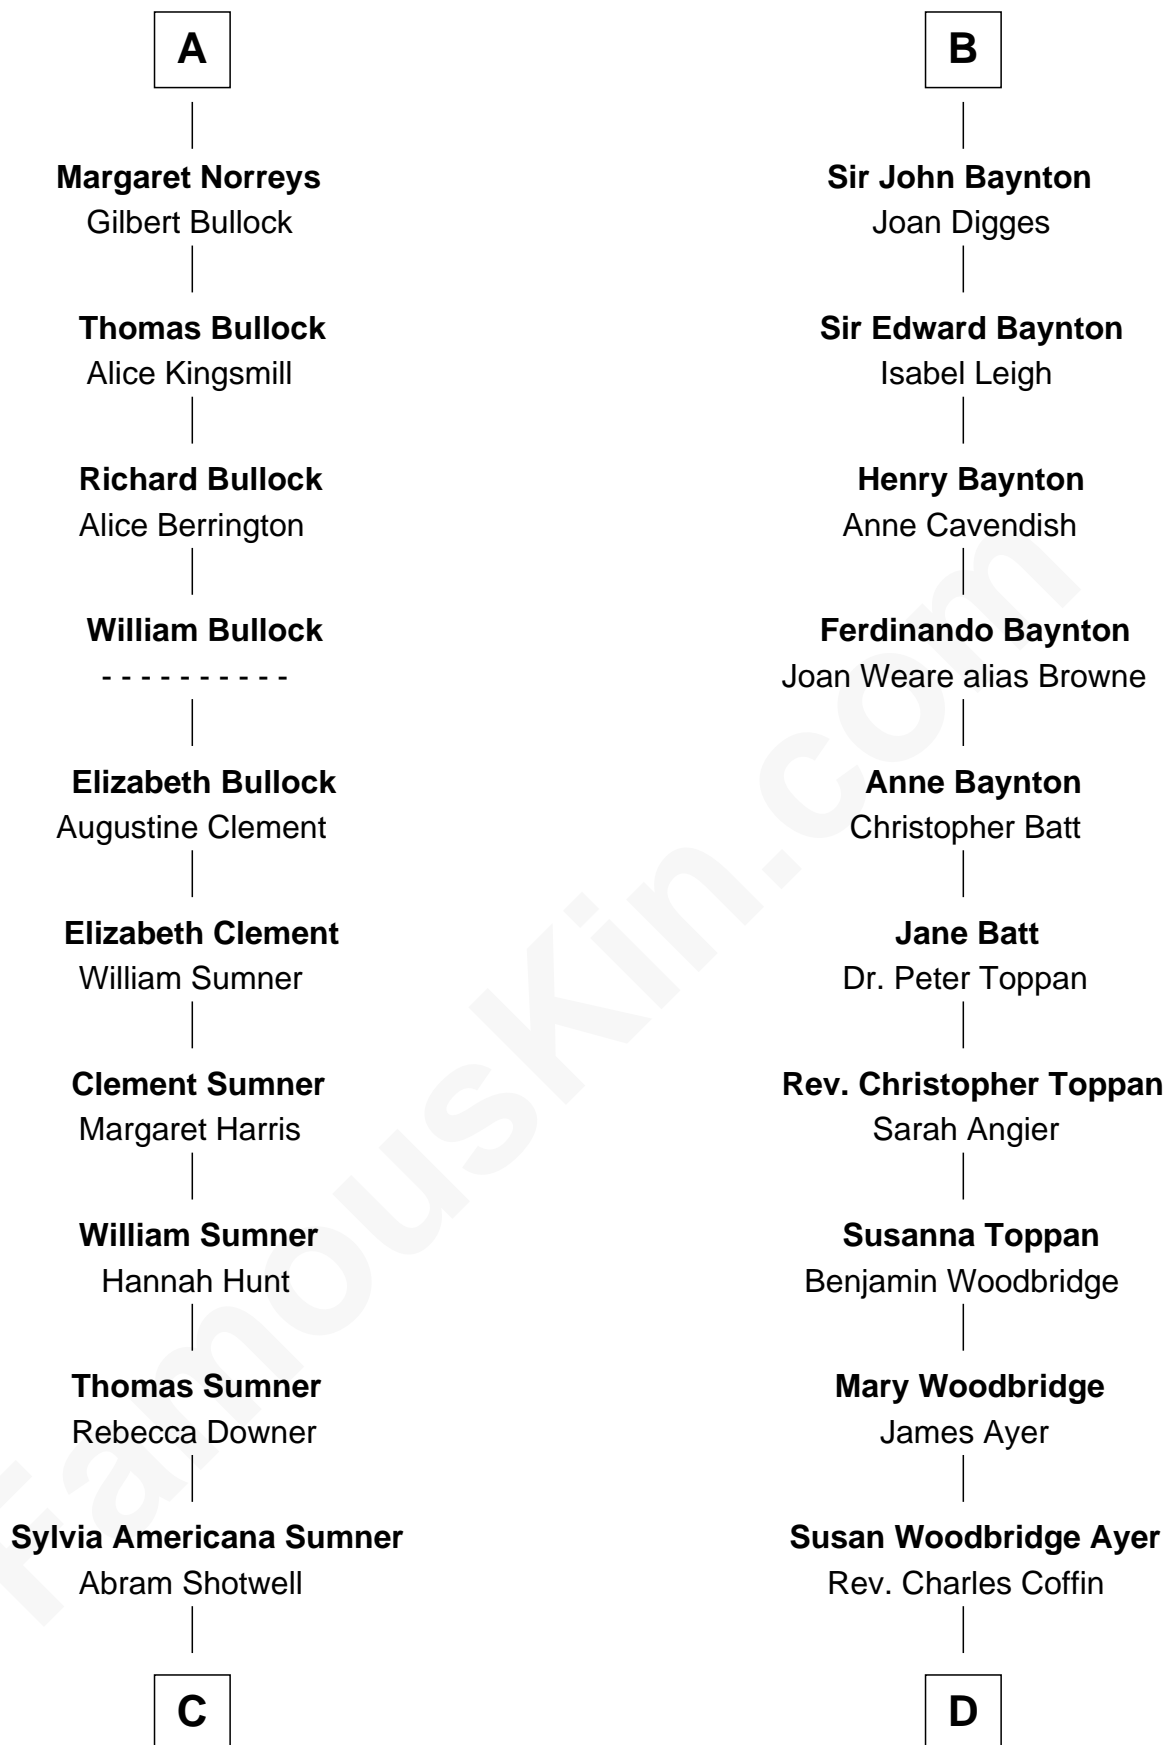 A
Margaret Norreys
Gilbert Bullock
Thomas Bullock
Alice Kingsmill
Richard Bullock
Alice Berrington
William Bullock
- - - - - - - - - -
Elizabeth Bullock
Augustine Clement
Elizabeth Clement
William Sumner
Clement Sumner
Margaret Harris
William Sumner
Hannah Hunt
Thomas Sumner
Rebecca Downer
Sylvia Americana Sumner
Abram Shotwell
C
B
Sir John Baynton
Joan Digges
Sir Edward Baynton
Isabel Leigh
Henry Baynton
Anne Cavendish
Ferdinando Baynton
Joan Weare alias Browne
Anne Baynton
Christopher Batt
Jane Batt
Dr. Peter Toppan
Rev. Christopher Toppan
Sarah Angier
Susanna Toppan
Benjamin Woodbridge
Mary Woodbridge
James Ayer
Susan Woodbridge Ayer
Rev. Charles Coffin
D
FamousKin.com